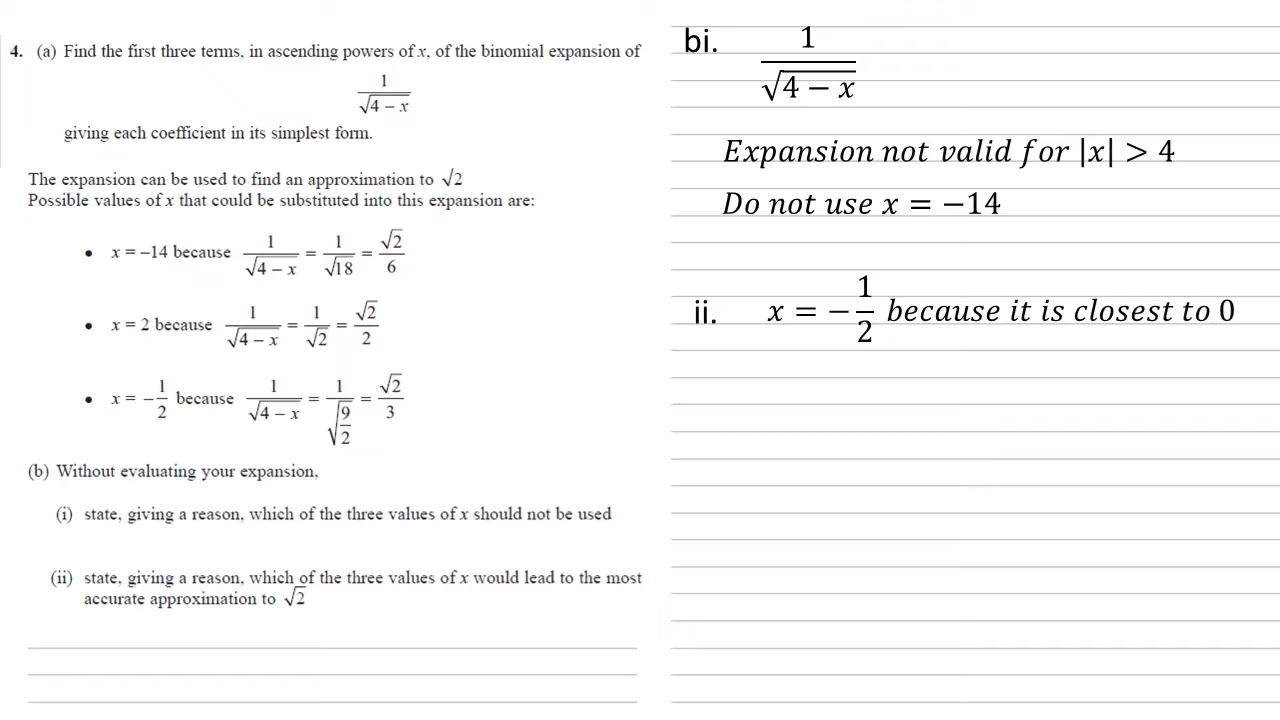 4. (a) Find the first three terms, in ascending powers of x, of the binomial expansion of
1/√(4 − x)
giving each coefficient in its simplest form.
The expansion can be used to find an approximation to √2
Possible values of x that could be substituted into this expansion are:
• x = −14 because 1/√(4 − x) = 1/√18 = √2/6
• x = 2 because 1/√(4 − x) = 1/√2 = √2/2
• x = −1/2 because 1/√(4 − x) = 1/√(9/2) = √2/3
(b) Without evaluating your expansion,
(i) state, giving a reason, which of the three values of x should not be used
(ii) state, giving a reason, which of the three values of x would lead to the most
accurate approximation to √2
bi. 1/√(4 − x)
Expansion not valid for |x| > 4
Do not use x = −14
ii. x = −1/2 because it is closest to 0